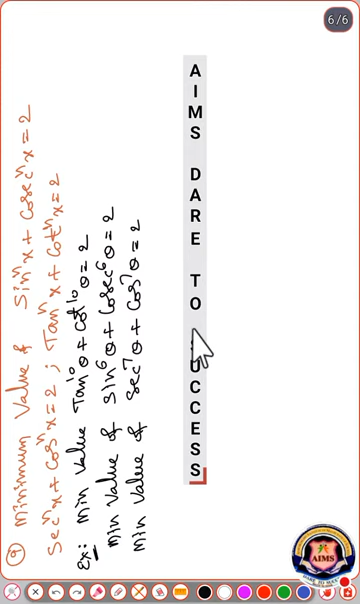 6/6
⑨ Minimum Value of Sinⁿx + Cosecⁿx = 2
Secⁿx + Cosⁿx = 2 ; Tanⁿx + Cotⁿx = 2
Ex: Min Value Tan¹⁰θ + Cot¹⁰θ = 2
Min Value of Sin⁶θ + Cosec⁶θ = 2
Min Value of Sec⁷θ + Cos⁷θ = 2
AIMS DARE TO SUCCESS
AIMS